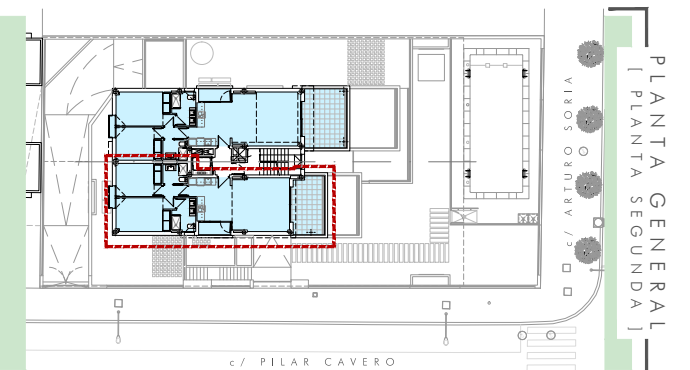 PLANTA GENERAL
[ PLANTA SEGUNDA ]
c/ ARTURO SORIA
c/ PILAR CAVERO